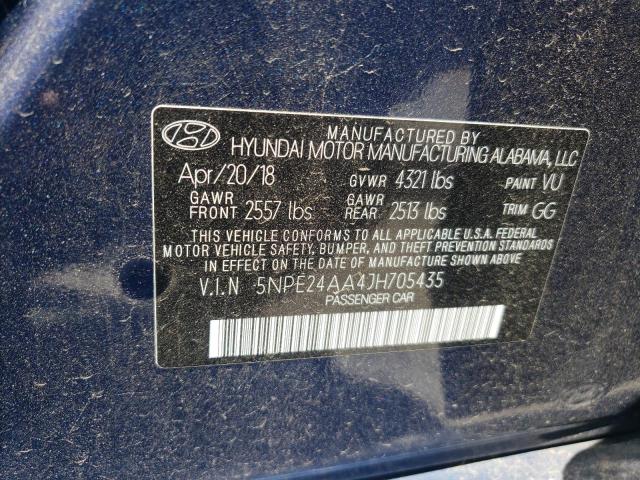 MANUFACTURED BY
HYUNDAI MOTOR MANUFACTURING ALABAMA, LLC
Apr/20/18 GVWR 4321 lbs PAINT VU
GAWR FRONT 2557 lbs GAWR REAR 2513 lbs TRIM GG
THIS VEHICLE CONFORMS TO ALL APPLICABLE U.S.A. FEDERAL
MOTOR VEHICLE SAFETY, BUMPER, AND THEFT PREVENTION STANDARDS
IN EFFECT ON THE DATE OF MANUFACTURE SHOWN ABOVE.
V.I.N 5NPE24AA4JH705435
PASSENGER CAR